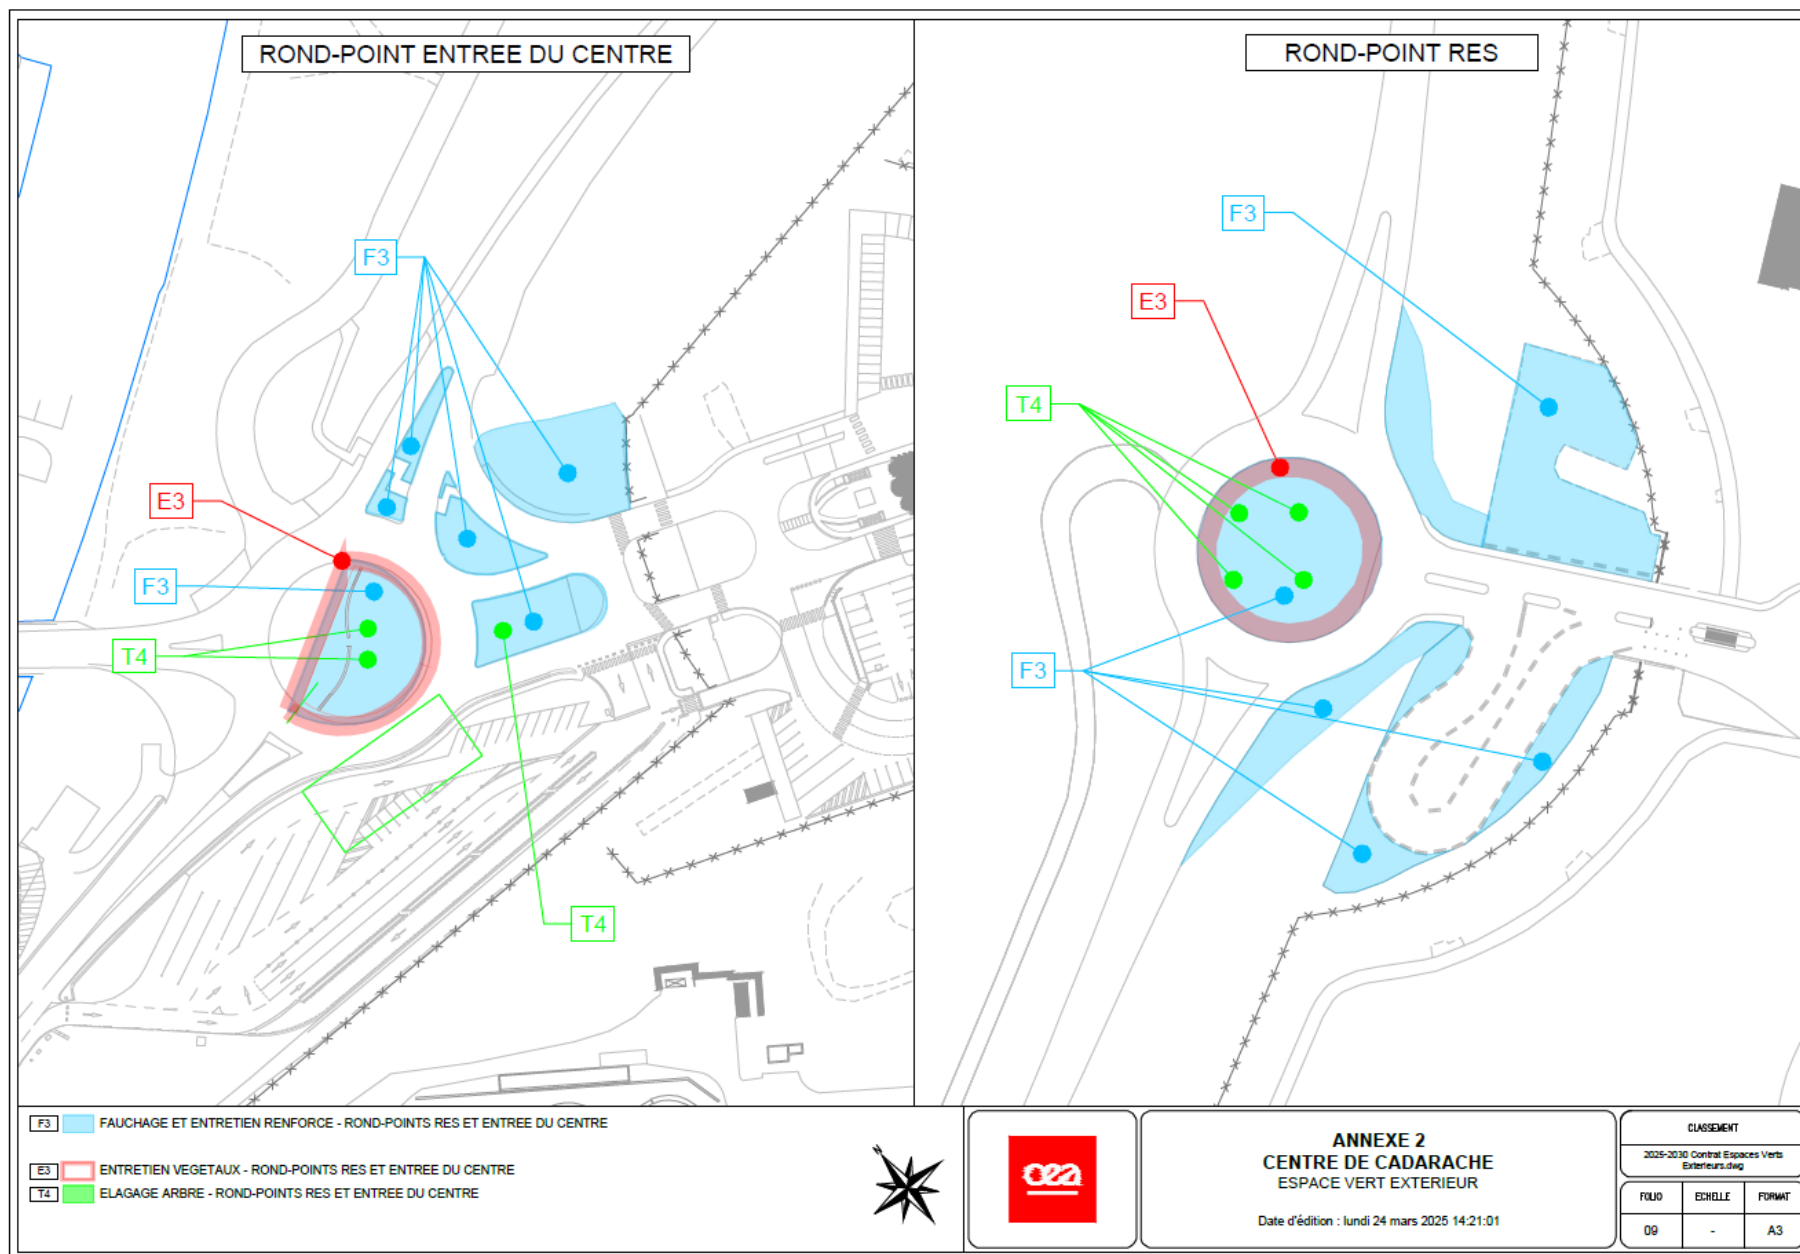 ROND-POINT ENTREE DU CENTRE
ROND-POINT RES
F3
F3
E3
T4
E3
F3
T4
F3
T4
F3 FAUCHAGE ET ENTRETIEN RENFORCE - ROND-POINTS RES ET ENTREE DU CENTRE
E3 ENTRETIEN VEGETAUX - ROND-POINTS RES ET ENTREE DU CENTRE
T4 ELAGAGE ARBRE - ROND-POINTS RES ET ENTREE DU CENTRE
N
cea
ANNEXE 2
CENTRE DE CADARACHE
ESPACE VERT EXTERIEUR
Date d'édition : lundi 24 mars 2025 14:21:01
CLASSEMENT
2025-2030 Contrat Espaces Verts
Exterieurs.dwg
FOLIO ECHELLE FORMAT
09 - A3